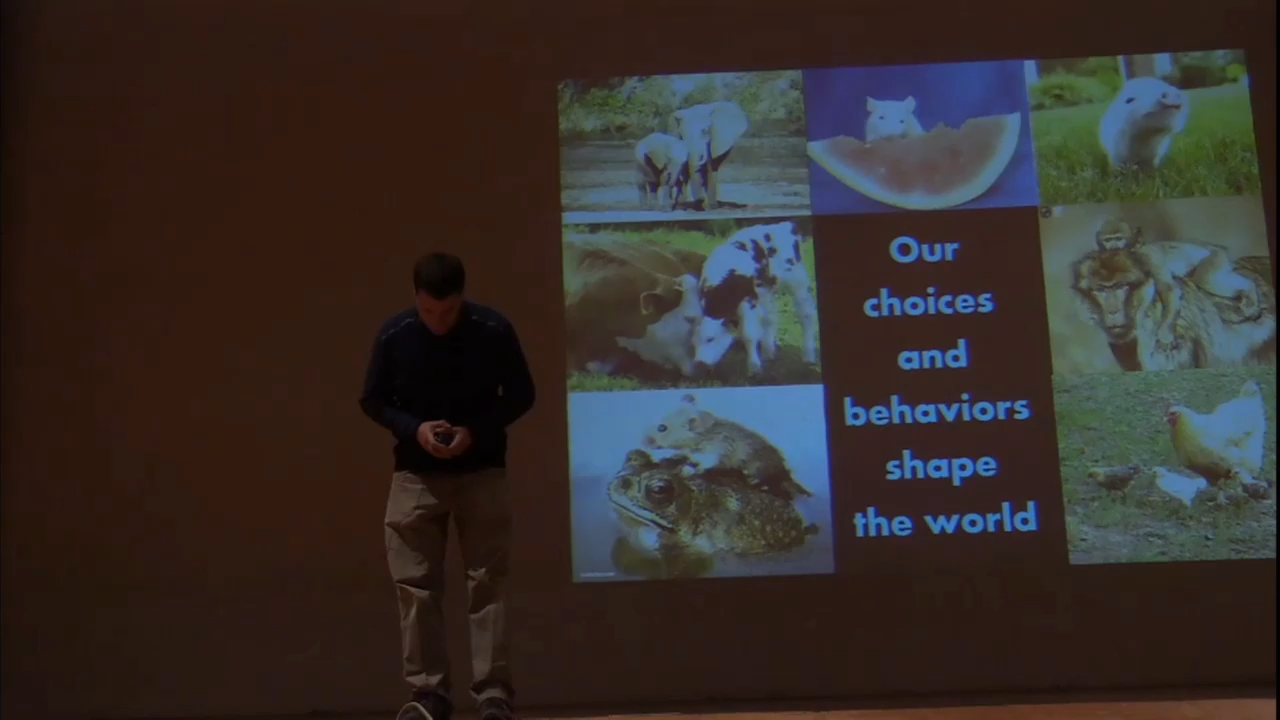 Our
choices
and
behaviors
shape
the world